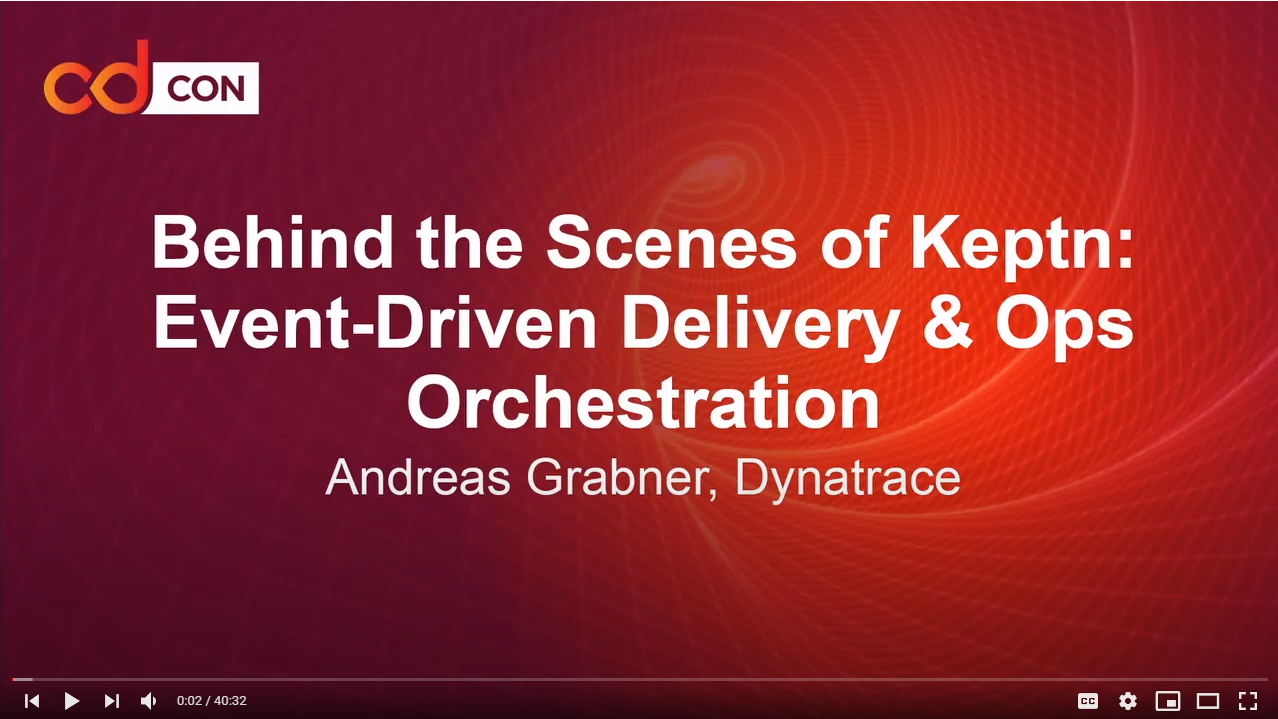 cd CON
Behind the Scenes of Keptn:
Event-Driven Delivery & Ops
Orchestration
Andreas Grabner, Dynatrace
0:02 / 40:32
CC